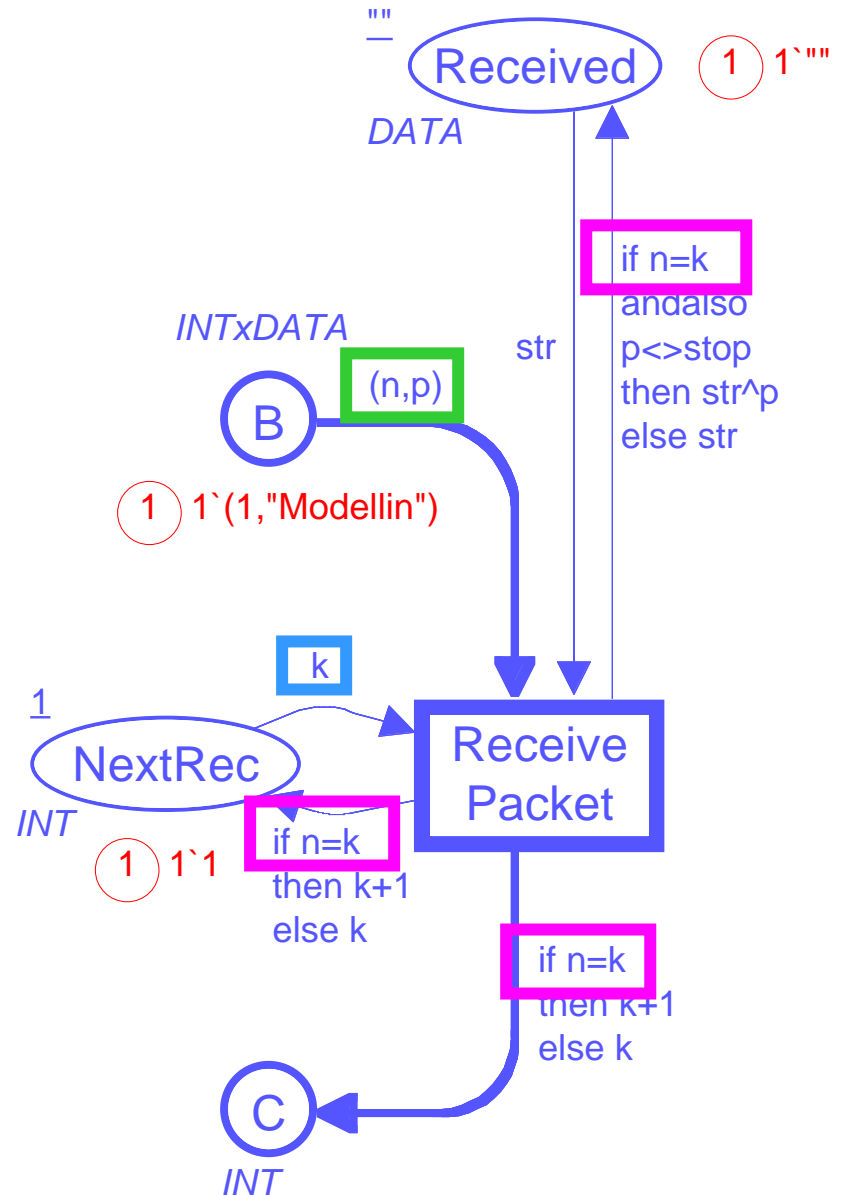 ""
Received
1 1`""
DATA
if n=k
andalso
p<>stop
then str^p
else str
str
INTxDATA
(n,p)
B
1 1`(1,"Modellin")
k
1
NextRec
INT
1 1`1
Receive
Packet
if n=k
then k+1
else k
if n=k
then k+1
else k
C
INT